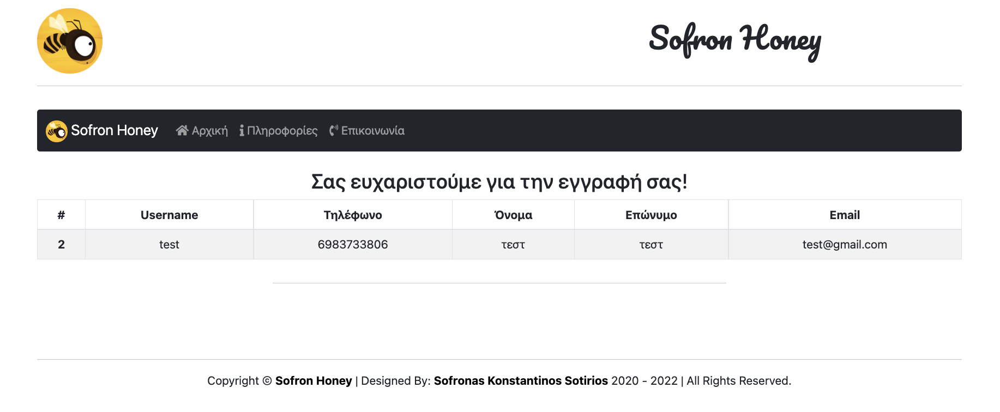 Sofron Honey
Sofron Honey Αρχική Πληροφορίες Επικοινωνία
Σας ευχαριστούμε για την εγγραφή σας!
# Username Τηλέφωνο Όνομα Επώνυμο Email
2 test 6983733806 τεστ τεστ test@gmail.com
Copyright © Sofron Honey | Designed By: Sofronas Konstantinos Sotirios 2020 - 2022 | All Rights Reserved.